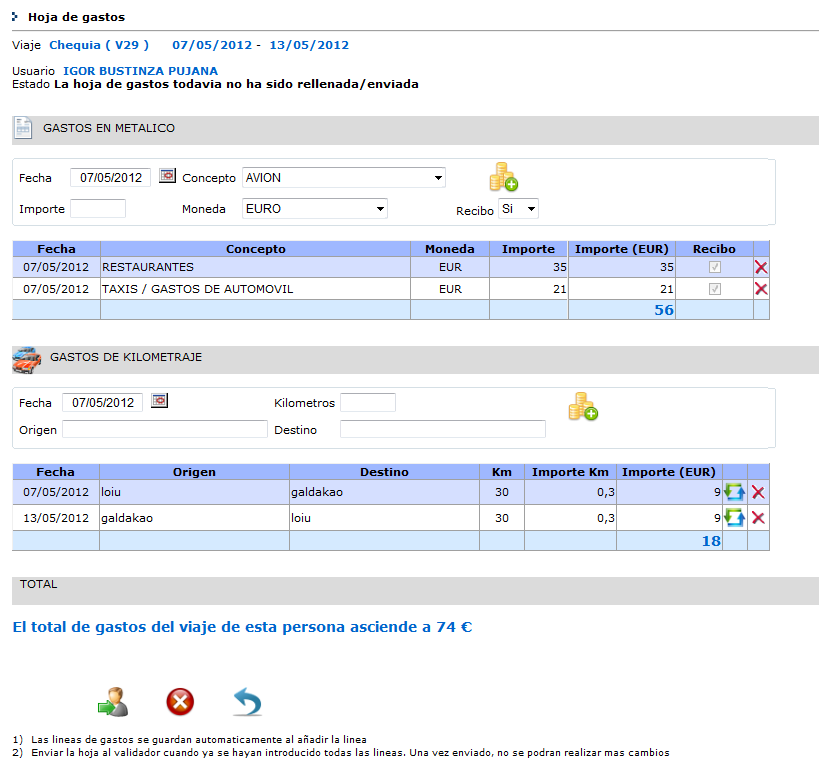 Hoja de gastos
Viaje Chequia ( V29 ) 07/05/2012 - 13/05/2012
Usuario IGOR BUSTINZA PUJANA
Estado La hoja de gastos todavia no ha sido rellenada/enviada
GASTOS EN METALICO
Fecha 07/05/2012 Concepto AVION
Importe Moneda EURO Recibo Si
Fecha Concepto Moneda Importe Importe (EUR) Recibo
07/05/2012 RESTAURANTES EUR 35 35
07/05/2012 TAXIS / GASTOS DE AUTOMOVIL EUR 21 21
56
GASTOS DE KILOMETRAJE
Fecha 07/05/2012 Kilometros
Origen Destino
Fecha Origen Destino Km Importe Km Importe (EUR)
07/05/2012 loiu galdakao 30 0,3 9
13/05/2012 galdakao loiu 30 0,3 9
18
TOTAL
El total de gastos del viaje de esta persona asciende a 74 €
1) Las lineas de gastos se guardan automaticamente al añadir la linea
2) Enviar la hoja al validador cuando ya se hayan introducido todas las lineas. Una vez enviado, no se podran realizar mas cambios